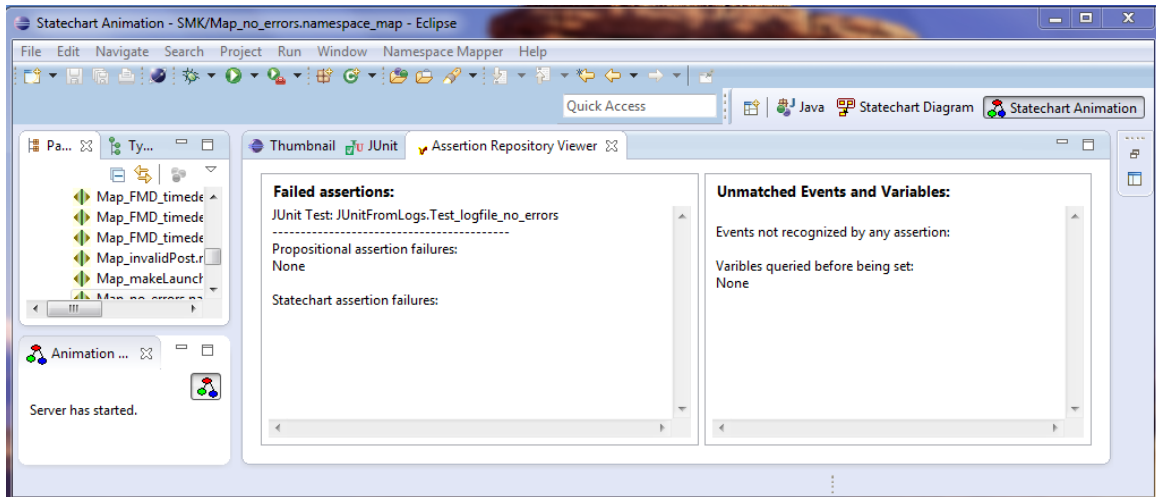 Statechart Animation - SMK/Map_no_errors.namespace_map - Eclipse
File Edit Navigate Search Project Run Window Namespace Mapper Help
Quick Access
Java
Statechart Diagram
Statechart Animation
Pa...
Ty...
Thumbnail
JUnit
Assertion Repository Viewer
Map_FMD_timede
Map_FMD_timede
Map_FMD_timede
Map_invalidPost.r
Map_makeLaunch
Map_no_errors.na
Animation ...
Server has started.
Failed assertions:
JUnit Test: JUnitFromLogs.Test_logfile_no_errors
------------------------------------------
Propositional assertion failures:
None
Statechart assertion failures:
Unmatched Events and Variables:
Events not recognized by any assertion:
Varibles queried before being set:
None